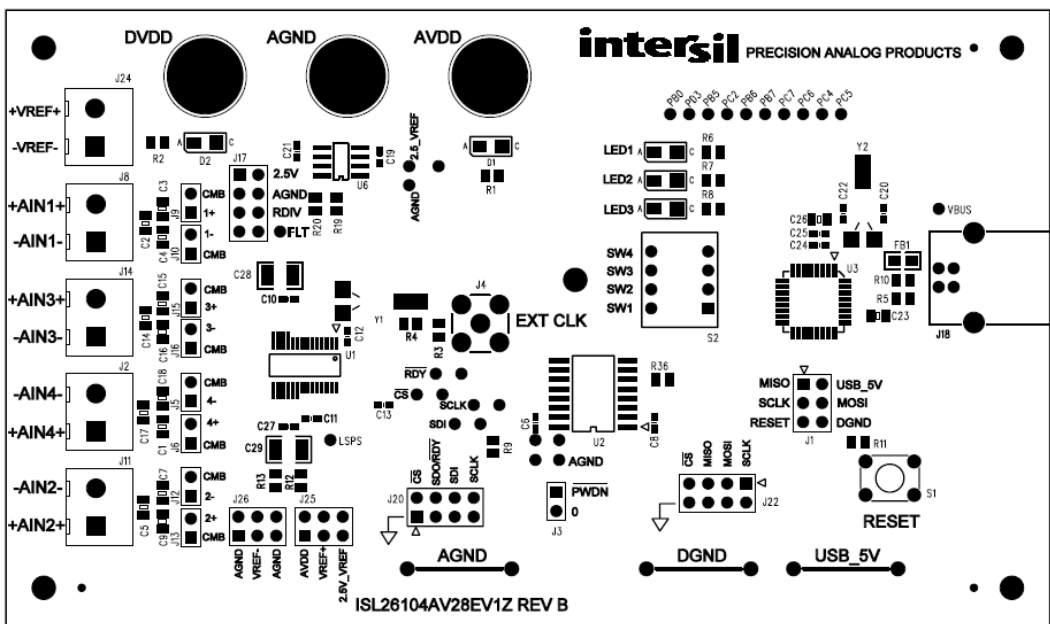 DVDD AGND AVDD intersil PRECISION ANALOG PRODUCTS
J24
+VREF+
-VREF-
R2
A D2 C
C21
U6
C19
2.5_VREF
AGND
A D1 C
R1
PB0 PD3 PB5 PC2 PB6 PB7 PC7 PC6 PC4 PC5
LED1 A C R6
LED2 A C R7
LED3 A C R8
Y2
C22
C20
VBUS
J8
+AIN1+
-AIN1-
C2
C3
C4
J9
CMB
1+
J10
1-
CMB
J17
2.5V
AGND
RDIV
FLT
R20
R19
C28
C10
SW4
SW3
SW2
SW1
S2
C26
C25
C24
U3
FB1
R10
R5
C23
J18
J14
+AIN3+
-AIN3-
C14
C15
C16
J15
CMB
3+
J16
3-
CMB
U1
C12
Y1
R4
R3
J4
EXT CLK
RDY
CS
SCLK
SDI
C13
R9
J2
-AIN4-
+AIN4+
C17
C18
C1
J5
CMB
4-
J6
4+
CMB
C27
C11
C29
LSPS
R13
R12
C6
U2
C8
R36
AGND
MISO USB_5V
SCLK MOSI
RESET DGND
J1
R11
S1
RESET
J11
-AIN2-
+AIN2+
C5
C7
C9
J12
CMB
2-
J13
2+
CMB
J26
AGND VREF- AGND
J25
AVDD VREF+ 2.5V_VREF
J20
CS SDO/RDY SDI SCLK
PWDN
0
J3
CS MISO MOSI SCLK
J22
AGND DGND USB_5V
ISL26104AV28EV1Z REV B